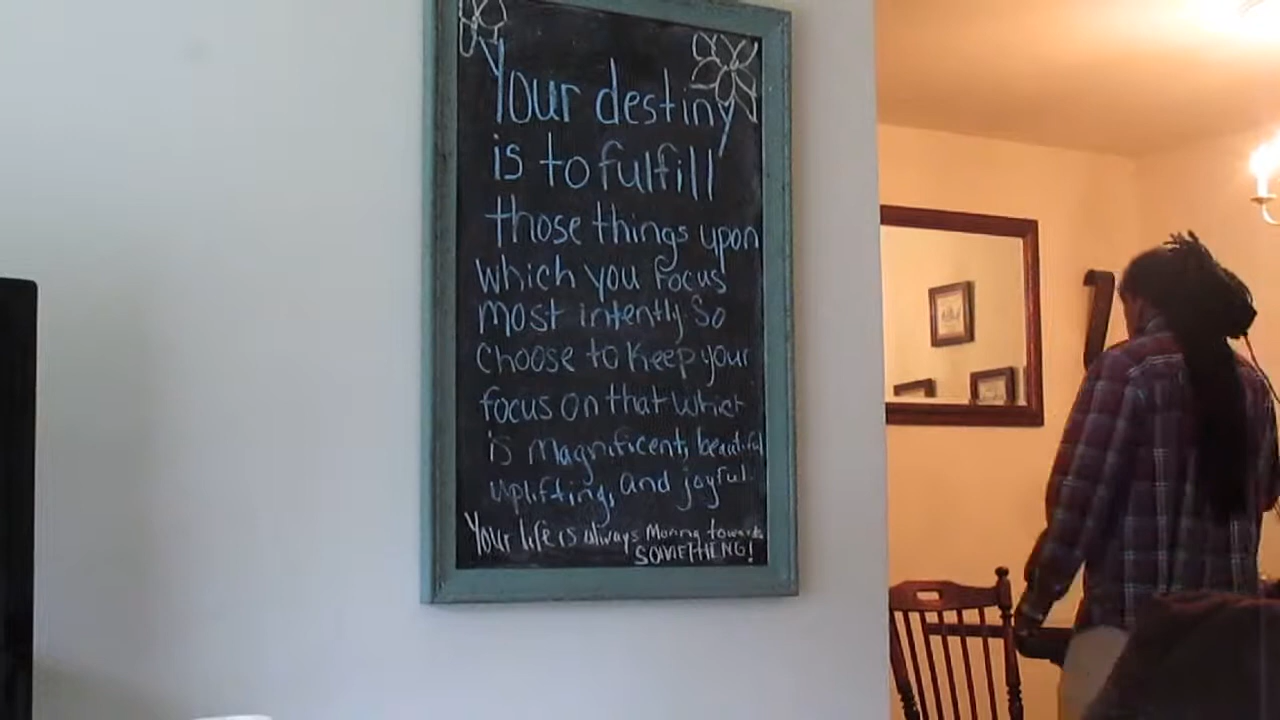 Your destiny
is to fulfill
those things upon
which you focus
most intently So
choose to keep your
focus on that which
is magnificent, beautiful
uplifting, and joyful.
Your life is always Moving towards
SOMETHING!